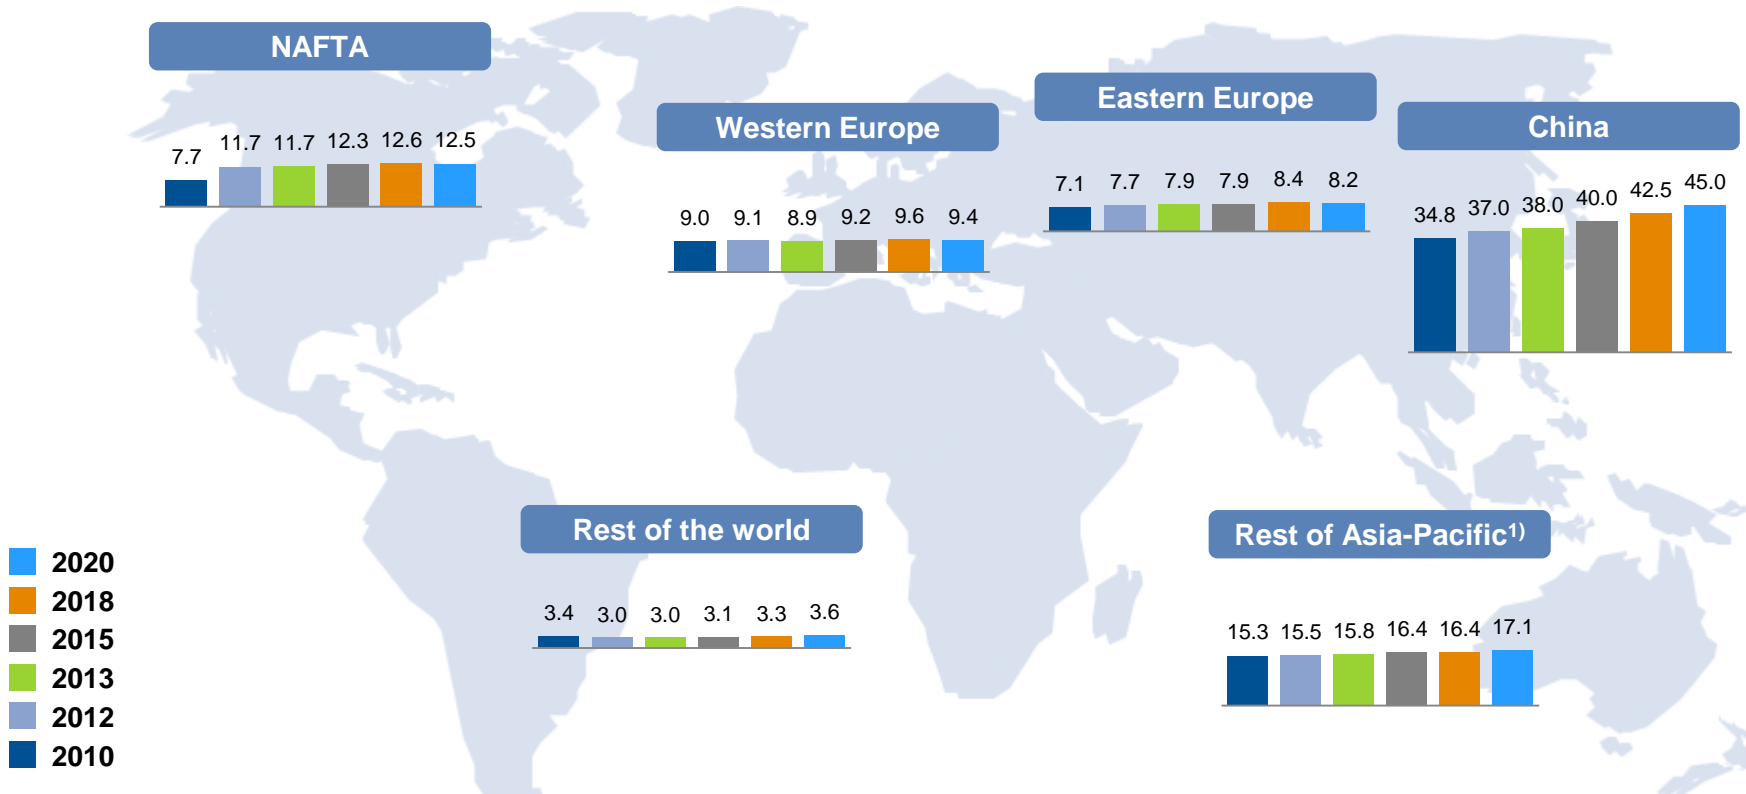 NAFTA
7.7 11.7 11.7 12.3 12.6 12.5
Western Europe
9.0 9.1 8.9 9.2 9.6 9.4
Eastern Europe
7.1 7.7 7.9 7.9 8.4 8.2
China
34.8 37.0 38.0 40.0 42.5 45.0
Rest of the world
3.4 3.0 3.0 3.1 3.3 3.6
Rest of Asia-Pacific¹⁾
15.3 15.5 15.8 16.4 16.4 17.1
2020
2018
2015
2013
2012
2010